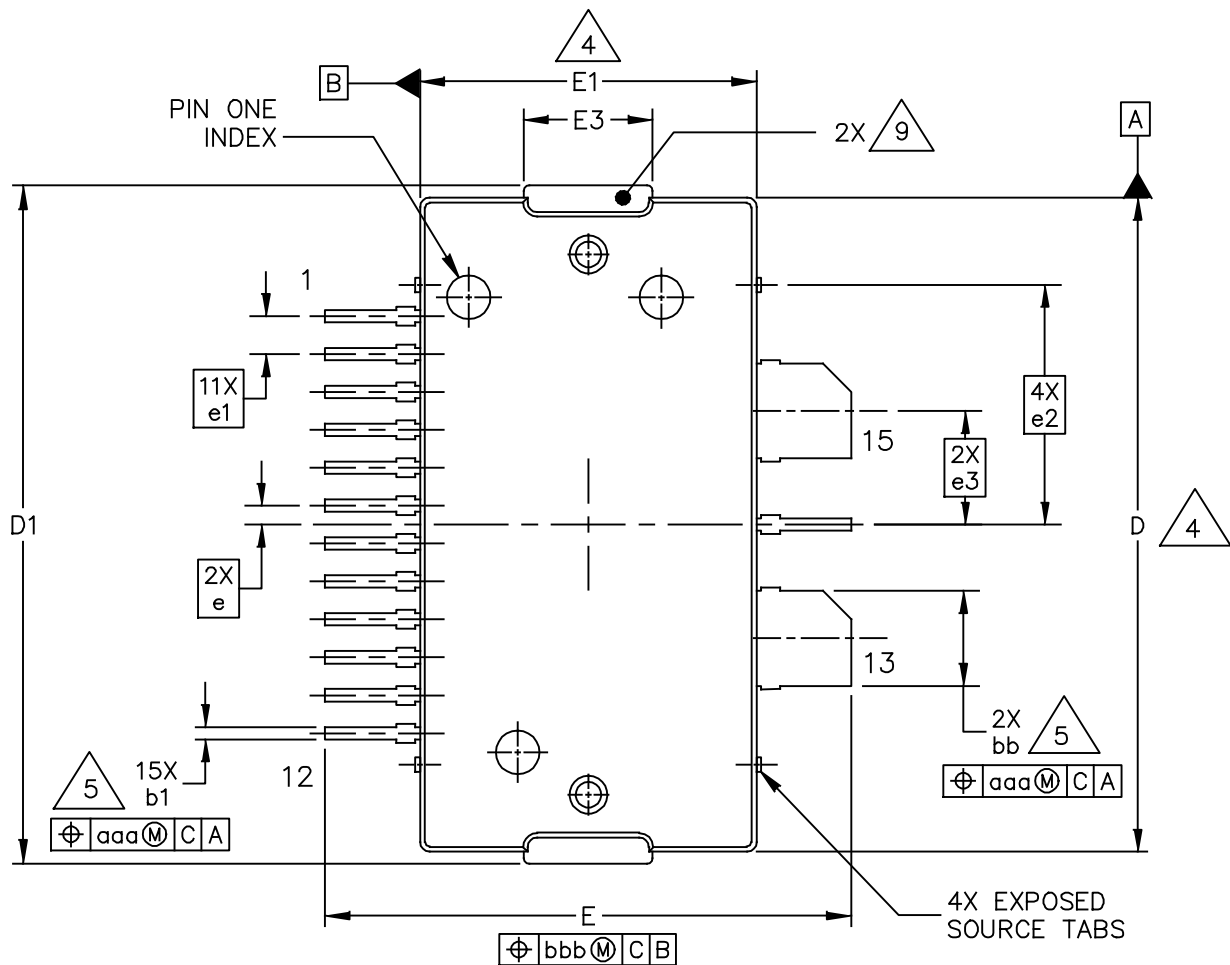 4
B
E1
PIN ONE
INDEX
E3
2X 9
A
1
11X
e1
4X
e2
15
2X
e3
D1
D 4
2X
e
13
2X
bb 5
5 15X
b1
12
⌖ aaa Ⓜ C A
⌖ aaa Ⓜ C A
E
⌖ bbb Ⓜ C B
4X EXPOSED
SOURCE TABS